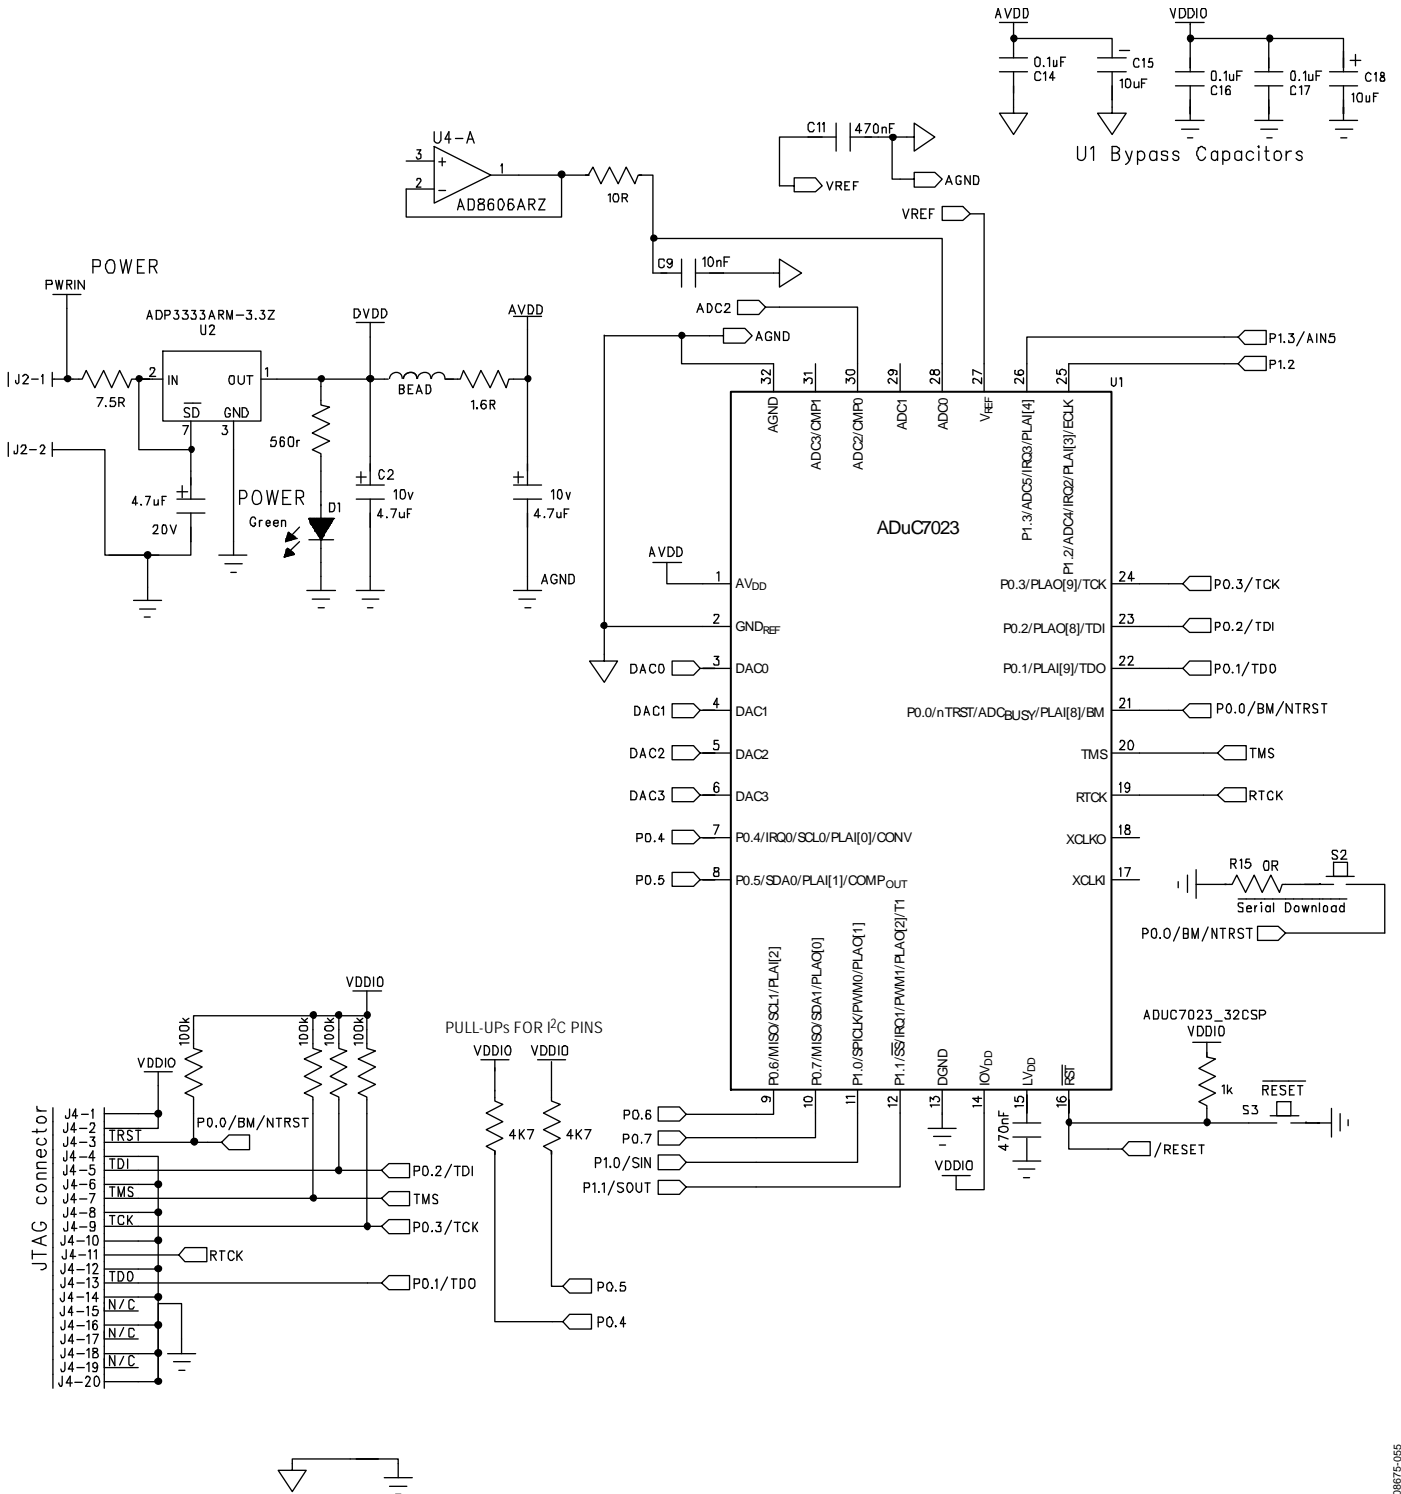 AVDD
VDDIO
0.1uF
C14
C15
10uF
0.1uF
C16
0.1uF
C17
C18
10uF
U1 Bypass Capacitors
C11
470nF
VREF
AGND
VREF
U4-A
3
2
1
AD8606ARZ
10R
C9
10nF
ADC2
AGND
POWER
PWRIN
ADP3333ARM-3.3Z
U2
DVDD
AVDD
J2-1
7.5R
2
IN
OUT
1
SD
GND
7
3
BEAD
1.6R
J2-2
560r
4.7uF
20V
POWER
Green
D1
C2
10v
4.7uF
10v
4.7uF
AGND
P1.3/AIN5
P1.2
32
31
30
29
28
27
26
25
U1
AGND
ADC3/CMP1
ADC2/CMP0
ADC1
ADC0
VREF
P1.3/ADC5/IRQ3/PLAI[4]
P1.2/ADC4/IRQ2/PLAI[3]/ECLK
ADuC7023
AVDD
1
AVDD
2
GNDREF
DAC0
3
DAC0
DAC1
4
DAC1
DAC2
5
DAC2
DAC3
6
DAC3
P0.4
7
P0.4/IRQ0/SCL0/PLAI[0]/CONV
P0.5
8
P0.5/SDA0/PLAI[1]/COMPOUT
P0.3/PLAO[9]/TCK
24
P0.3/TCK
P0.2/PLAO[8]/TDI
23
P0.2/TDI
P0.1/PLAI[9]/TDO
22
P0.1/TDO
P0.0/nTRST/ADCBUSY/PLAI[8]/BM
21
P0.0/BM/NTRST
TMS
20
TMS
RTCK
19
RTCK
XCLKO
18
XCLKI
17
R15
0R
S2
Serial Download
P0.0/BM/NTRST
P0.6/MISO/SCL1/PLAI[2]
P0.7/MISO/SDA1/PLAO[0]
P1.0/SPICLK/PWM0/PLAO[1]
P1.1/SS/IRQ1/PWM1/PLAO[2]/T1
DGND
IOVDD
LVDD
RST
9
10
11
12
13
14
15
16
P0.6
P0.7
P1.0/SIN
P1.1/SOUT
VDDIO
470nF
ADUC7023_32CSP
VDDIO
1k
RESET
S3
/RESET
VDDIO
100k
100k
100k
100k
VDDIO
P0.0/BM/NTRST
PULL-UPs FOR I²C PINS
VDDIO
VDDIO
4K7
4K7
P0.5
P0.4
JTAG connector
J4-1
J4-2
J4-3
TRST
J4-4
J4-5
TDI
P0.2/TDI
J4-6
J4-7
TMS
TMS
J4-8
J4-9
TCK
P0.3/TCK
J4-10
J4-11
RTCK
J4-12
J4-13
TDO
P0.1/TDO
J4-14
J4-15
N/C
J4-16
J4-17
N/C
J4-18
J4-19
N/C
J4-20
08675-055